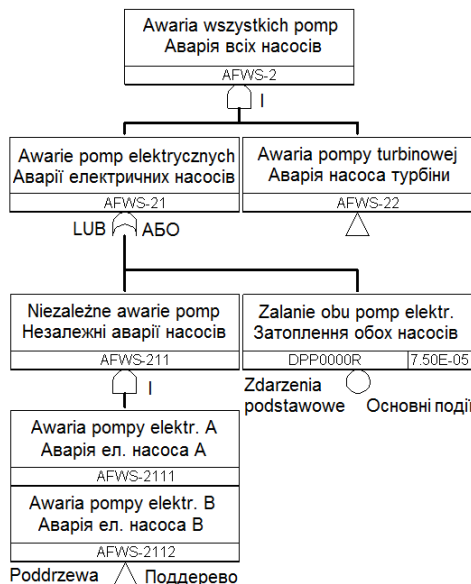 Awaria wszystkich pomp
Аварія всіх насосів
AFWS-2
I
Awarie pomp elektrycznych
Аварії електричних насосів
AFWS-21
Awaria pompy turbinowej
Аварія насоса турбіни
AFWS-22
LUB АБО
Niezależne awarie pomp
Незалежні аварії насосів
AFWS-211
Zalanie obu pomp elektr.
Затоплення обох насосів
DPP0000R 7.50E-05
I
Zdarzenia
podstawowe Основні події
Awaria pompy elektr. A
Аварія ел. насоса А
AFWS-2111
Awaria pompy elektr. B
Аварія ел. насоса В
AFWS-2112
Poddrzewa Поддерево